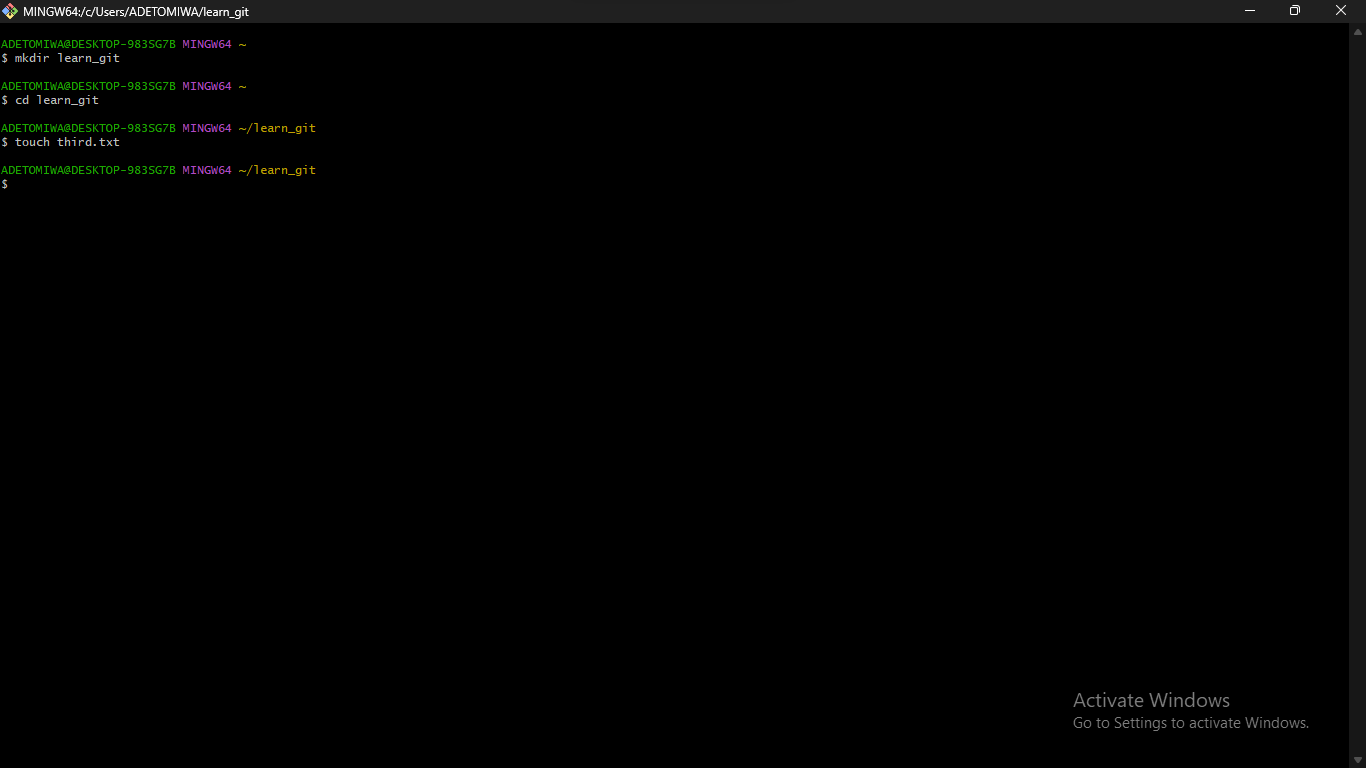 MINGW64:/c/Users/ADETOMIWA/learn_git
ADETOMIWA@DESKTOP-983SG7B MINGW64 ~
$ mkdir learn_git
ADETOMIWA@DESKTOP-983SG7B MINGW64 ~
$ cd learn_git
ADETOMIWA@DESKTOP-983SG7B MINGW64 ~/learn_git
$ touch third.txt
ADETOMIWA@DESKTOP-983SG7B MINGW64 ~/learn_git
$
Activate Windows
Go to Settings to activate Windows.